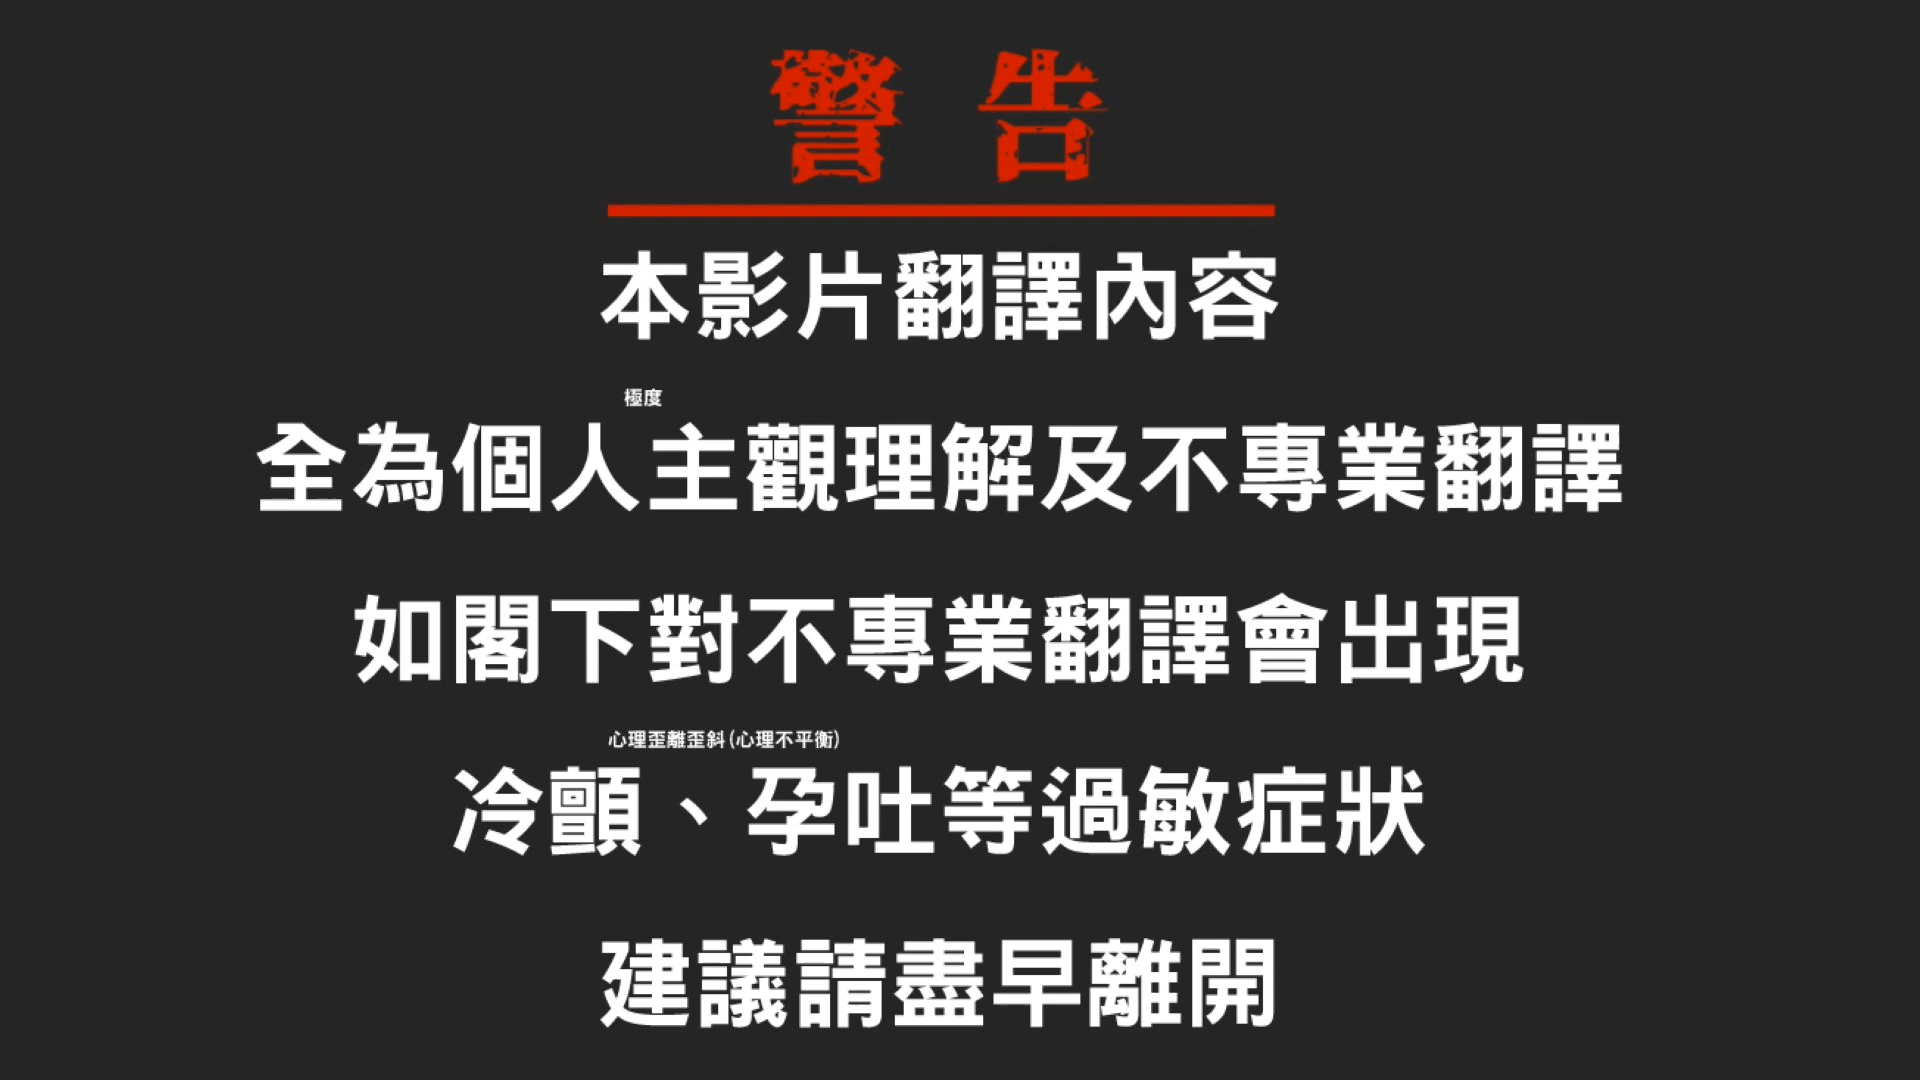 警告
本影片翻譯內容
極度
全為個人主觀理解及不專業翻譯
如閣下對不專業翻譯會出現
心理歪離歪斜(心理不平衡)
冷顫、孕吐等過敏症狀
建議請盡早離開